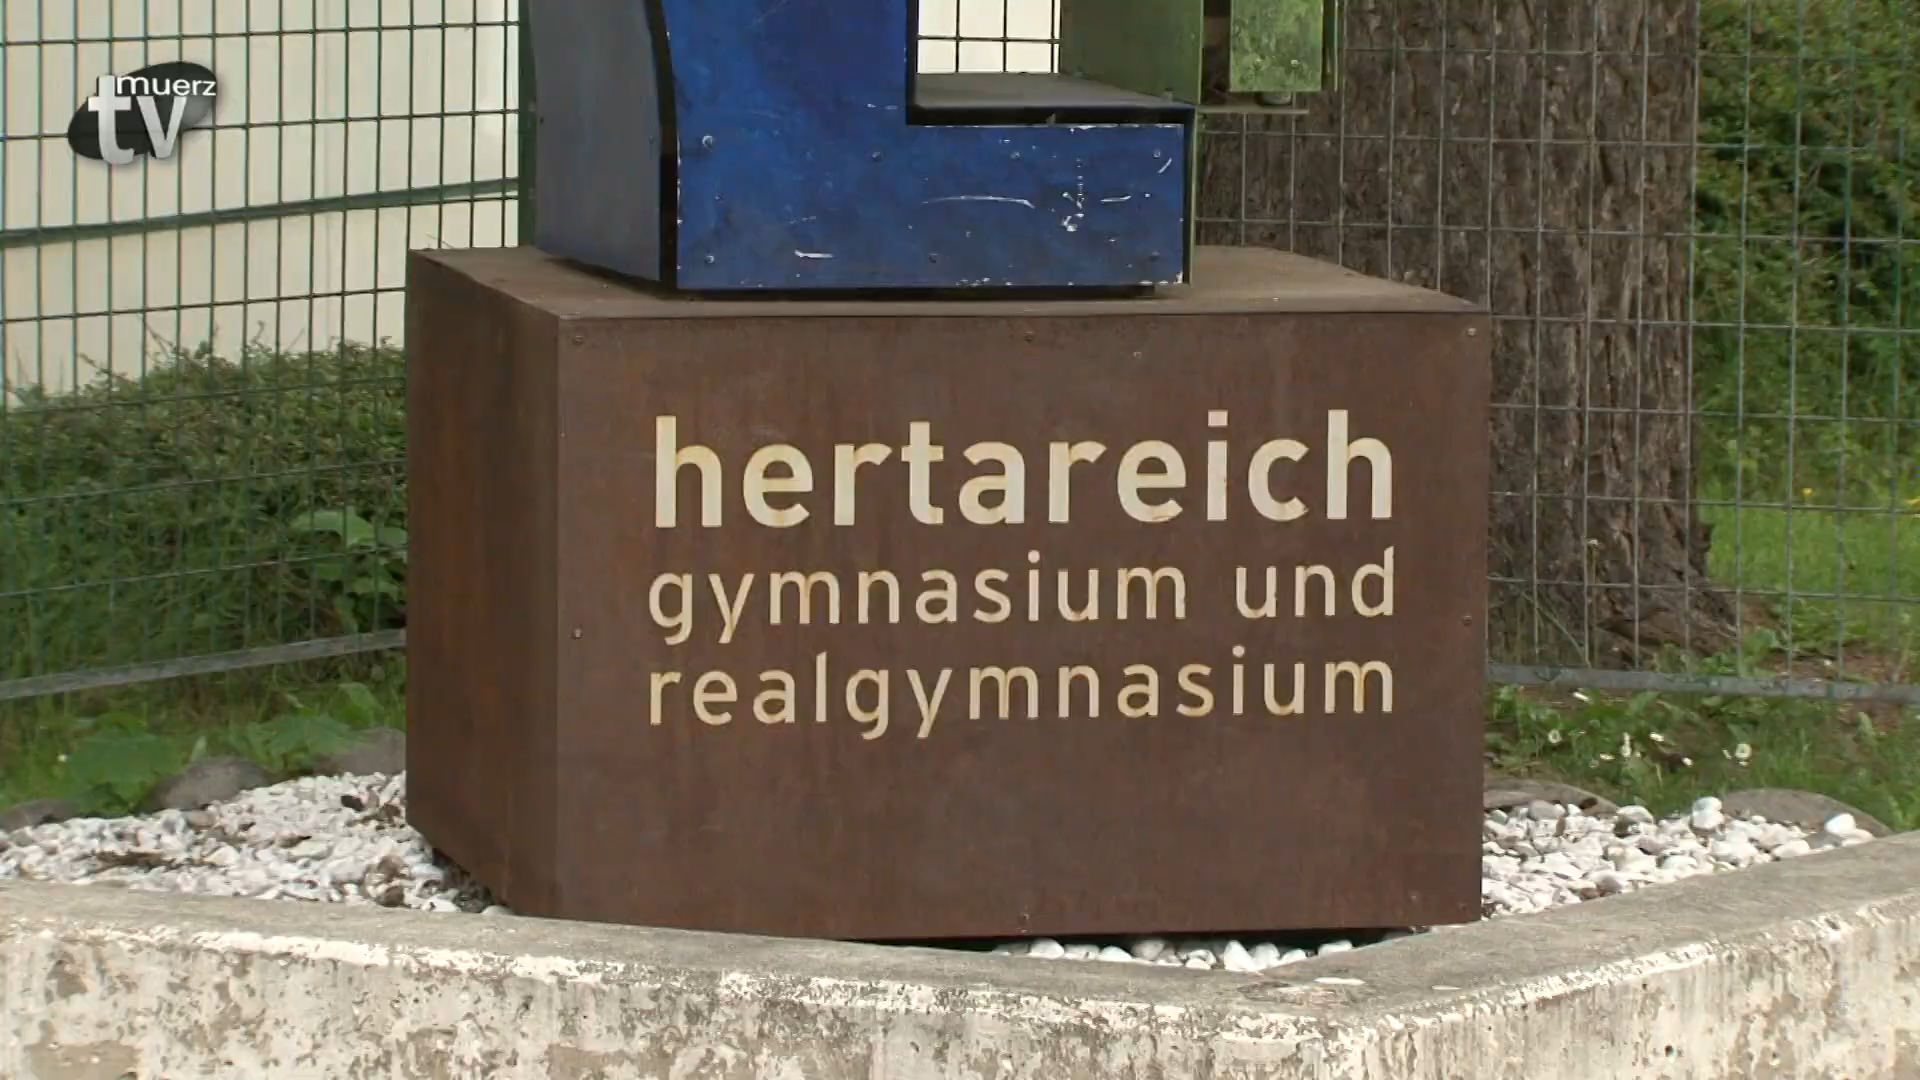 muerz
tv
hertareich
gymnasium und
realgymnasium